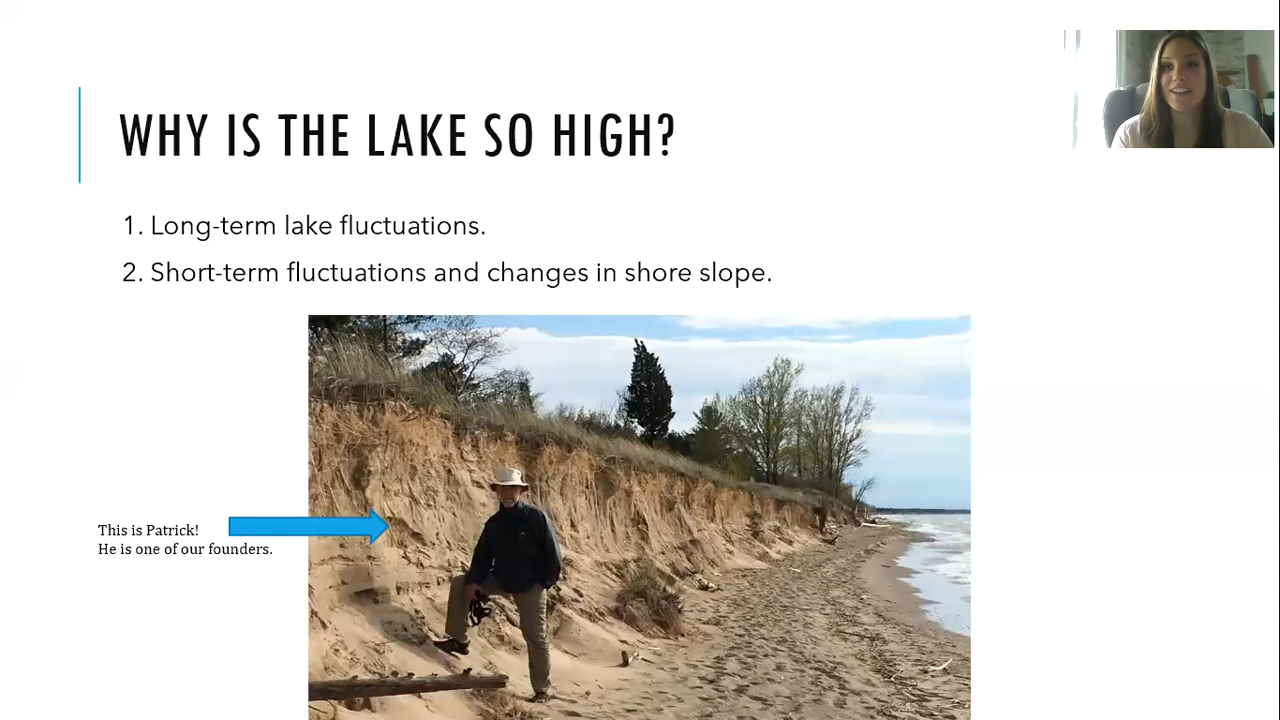 WHY IS THE LAKE SO HIGH?
1. Long-term lake fluctuations.
2. Short-term fluctuations and changes in shore slope.
This is Patrick!
He is one of our founders.